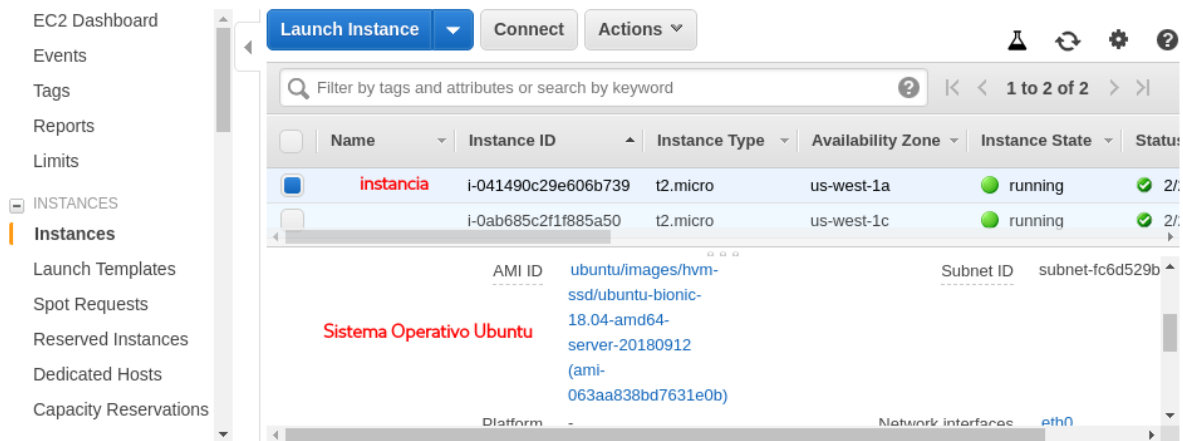 EC2 Dashboard
Events
Tags
Reports
Limits
INSTANCES
Instances
Launch Templates
Spot Requests
Reserved Instances
Dedicated Hosts
Capacity Reservations
Launch Instance Connect Actions
Filter by tags and attributes or search by keyword
1 to 2 of 2
Name Instance ID Instance Type Availability Zone Instance State Status
instancia i-041490c29e606b739 t2.micro us-west-1a running 2/
i-0ab685c2f1f885a50 t2.micro us-west-1c running 2/
AMI ID ubuntu/images/hvm-
ssd/ubuntu-bionic-
18.04-amd64-
server-20180912
(ami-
063aa838bd7631e0b)
Subnet ID subnet-fc6d529b
Sistema Operativo Ubuntu
Platform - Network interfaces eth0